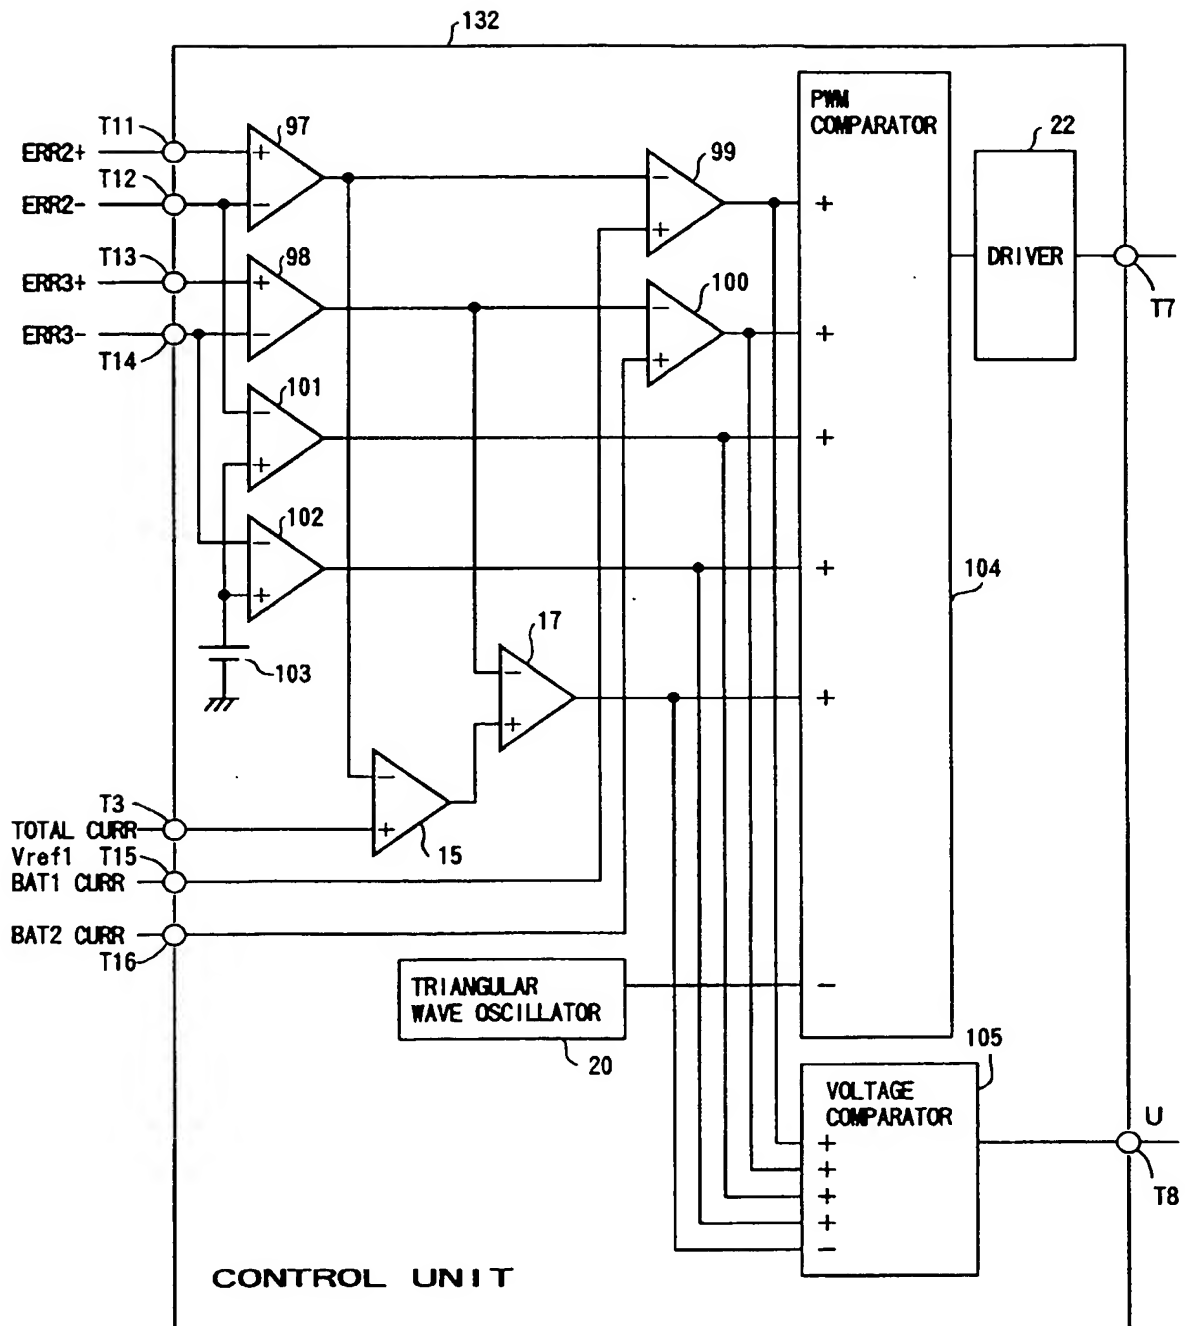 132
T11
ERR2+
97
T12
ERR2-
T13
ERR3+
98
ERR3-
T14
101
102
103
99
100
PWM
COMPARATOR
22
DRIVER
T7
104
17
15
T3
TOTAL CURR
Vref1 T15
BAT1 CURR
BAT2 CURR
T16
TRIANGULAR
WAVE OSCILLATOR
20
105
VOLTAGE
COMPARATOR
U
T8
+
-
+
-
-
+
-
+
-
+
-
+
-
+
-
+
+
+
+
+
+
-
+
+
+
+
-
CONTROL UNIT